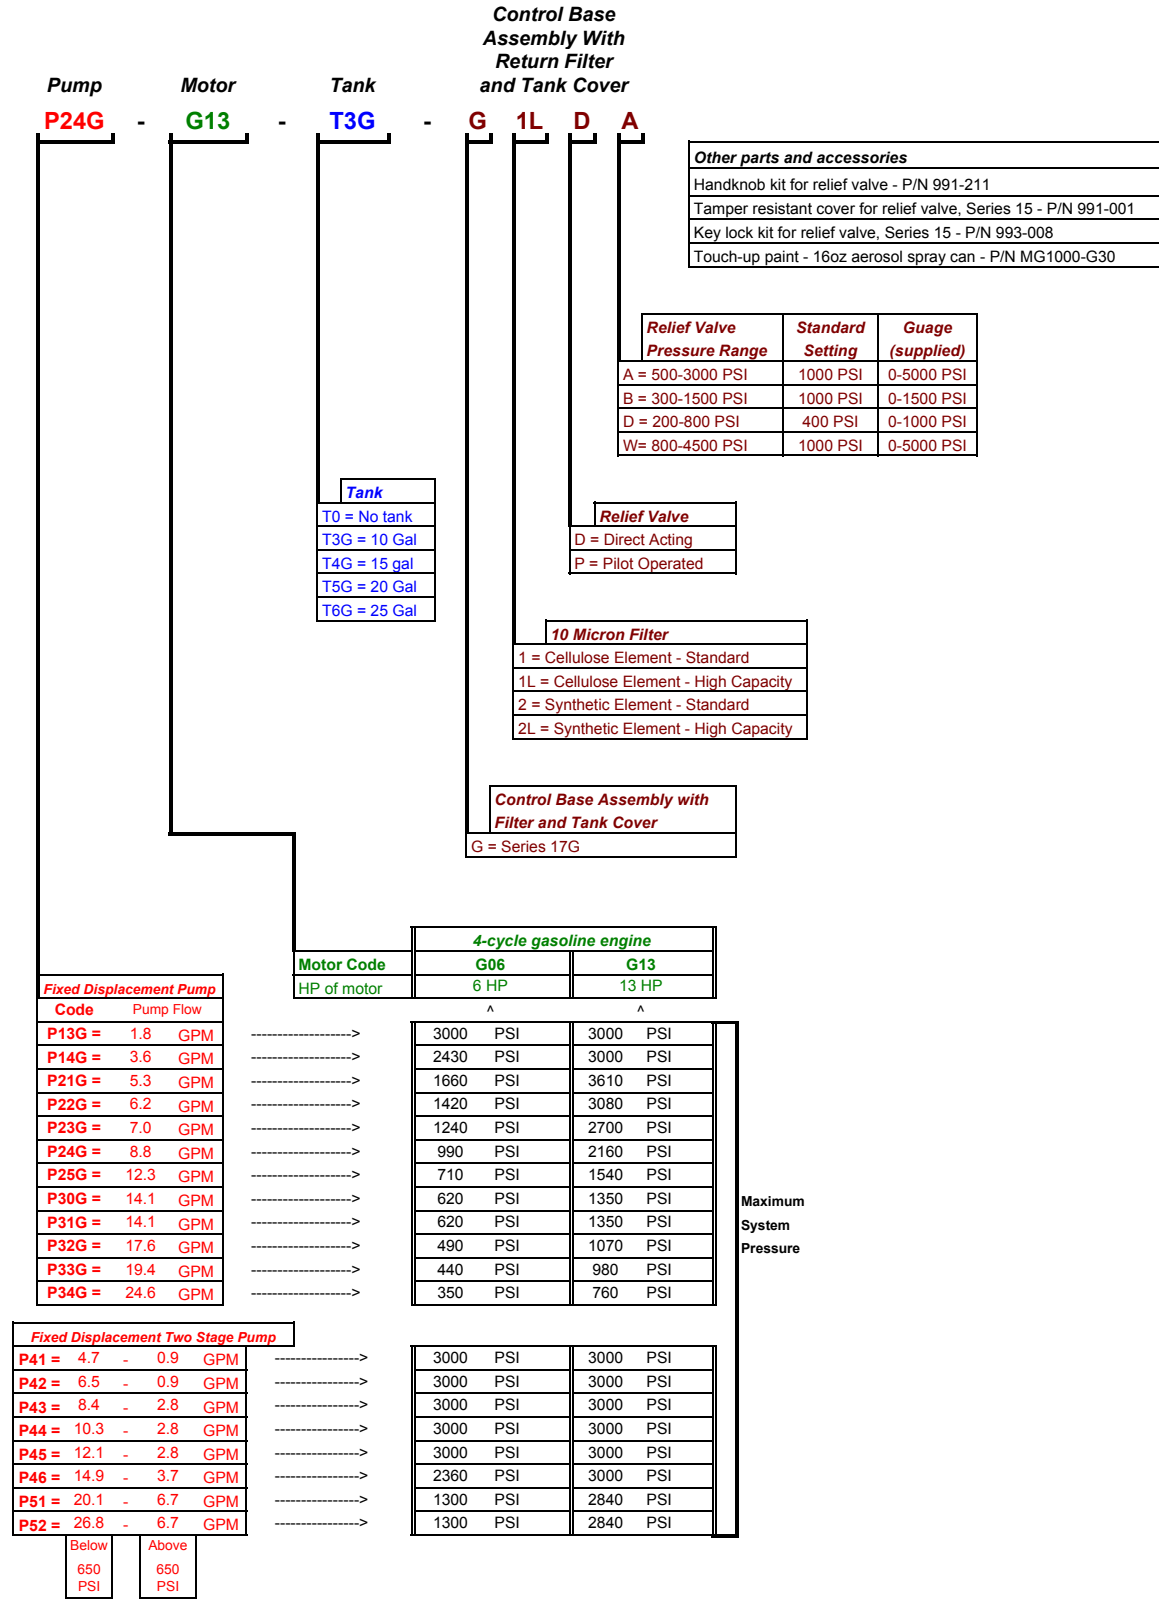 Control Base
Assembly With
Return Filter
Pump Motor Tank and Tank Cover
P24G - G13 - T3G - G 1L D A
Other parts and accessories
Handknob kit for relief valve - P/N 991-211
Tamper resistant cover for relief valve, Series 15 - P/N 991-001
Key lock kit for relief valve, Series 15 - P/N 993-008
Touch-up paint - 16oz aerosol spray can - P/N MG1000-G30
Relief Valve Standard Guage
Pressure Range Setting (supplied)
A = 500-3000 PSI 1000 PSI 0-5000 PSI
B = 300-1500 PSI 1000 PSI 0-1500 PSI
D = 200-800 PSI 400 PSI 0-1000 PSI
W= 800-4500 PSI 1000 PSI 0-5000 PSI
Tank
T0 = No tank
T3G = 10 Gal
T4G = 15 gal
T5G = 20 Gal
T6G = 25 Gal
Relief Valve
D = Direct Acting
P = Pilot Operated
10 Micron Filter
1 = Cellulose Element - Standard
1L = Cellulose Element - High Capacity
2 = Synthetic Element - Standard
2L = Synthetic Element - High Capacity
Control Base Assembly with
Filter and Tank Cover
G = Series 17G
4-cycle gasoline engine
Motor Code G06 G13
HP of motor 6 HP 13 HP
Fixed Displacement Pump
Code Pump Flow ^ ^
P13G = 1.8 GPM -------------------> 3000 PSI 3000 PSI
P14G = 3.6 GPM -------------------> 2430 PSI 3000 PSI
P21G = 5.3 GPM -------------------> 1660 PSI 3610 PSI
P22G = 6.2 GPM -------------------> 1420 PSI 3080 PSI
P23G = 7.0 GPM -------------------> 1240 PSI 2700 PSI
P24G = 8.8 GPM -------------------> 990 PSI 2160 PSI
P25G = 12.3 GPM -------------------> 710 PSI 1540 PSI
P30G = 14.1 GPM -------------------> 620 PSI 1350 PSI Maximum
P31G = 14.1 GPM -------------------> 620 PSI 1350 PSI System
P32G = 17.6 GPM -------------------> 490 PSI 1070 PSI Pressure
P33G = 19.4 GPM -------------------> 440 PSI 980 PSI
P34G = 24.6 GPM -------------------> 350 PSI 760 PSI
Fixed Displacement Two Stage Pump
P41 = 4.7 - 0.9 GPM ----------------> 3000 PSI 3000 PSI
P42 = 6.5 - 0.9 GPM ----------------> 3000 PSI 3000 PSI
P43 = 8.4 - 2.8 GPM ----------------> 3000 PSI 3000 PSI
P44 = 10.3 - 2.8 GPM ----------------> 3000 PSI 3000 PSI
P45 = 12.1 - 2.8 GPM ----------------> 3000 PSI 3000 PSI
P46 = 14.9 - 3.7 GPM ----------------> 2360 PSI 3000 PSI
P51 = 20.1 - 6.7 GPM ----------------> 1300 PSI 2840 PSI
P52 = 26.8 - 6.7 GPM ----------------> 1300 PSI 2840 PSI
Below Above
650 650
PSI PSI